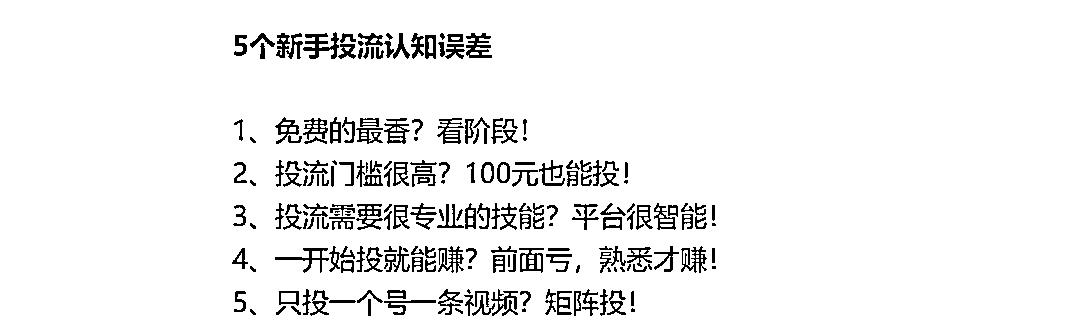 5个新手投流认知误差
1、免费的最香？看阶段！
2、投流门槛很高？100元也能投！
3、投流需要很专业的技能？平台很智能！
4、一开始投就能赚？前面亏，熟悉才赚！
5、只投一个号一条视频？矩阵投！